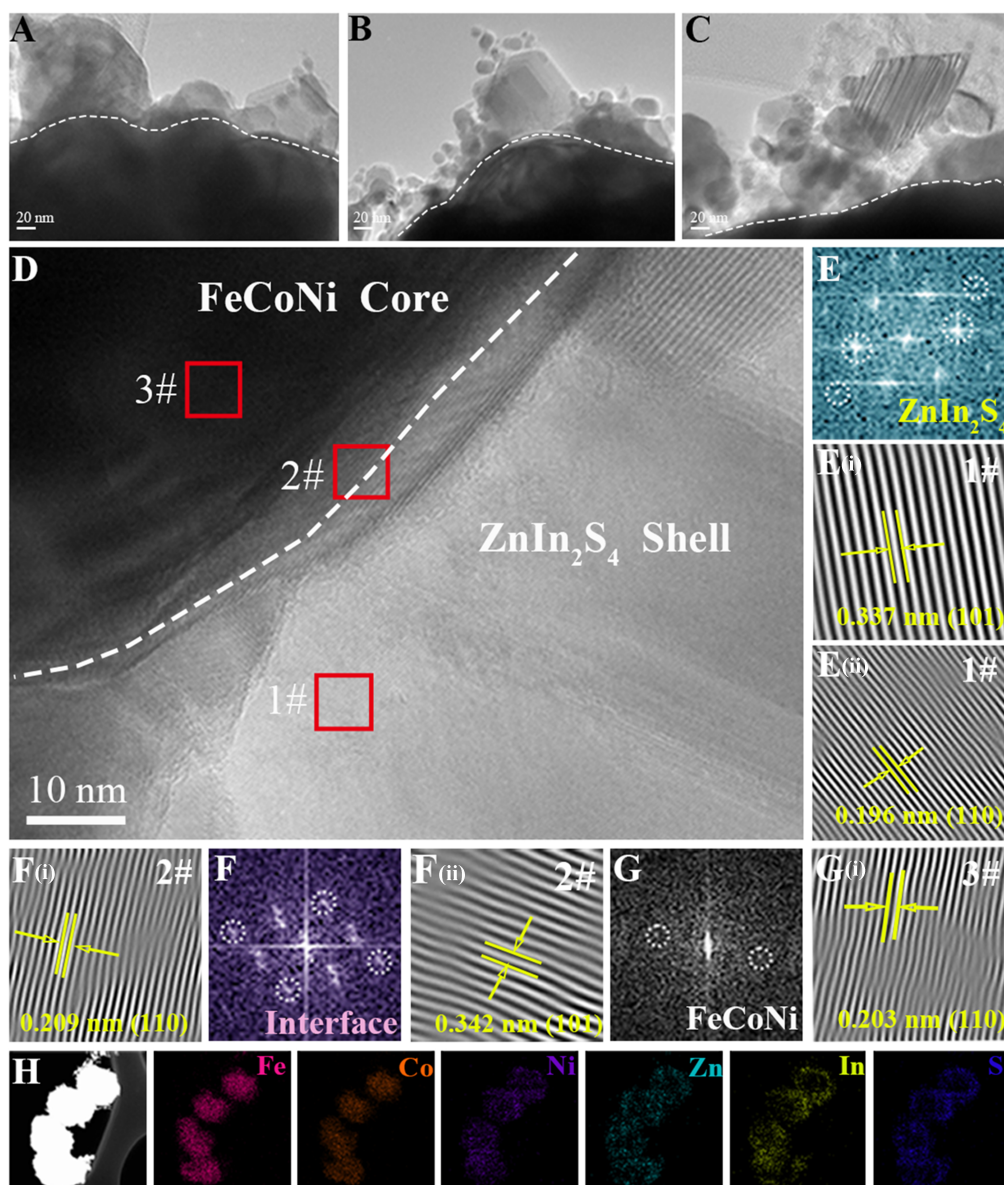 A
20 nm
B
20 nm
C
20 nm
D
FeCoNi Core
3#
2#
ZnIn₂S₄ Shell
1#
10 nm
E
ZnIn₂S₄
E(i)
1#
0.337 nm (101)
E(ii)
1#
0.196 nm (110)
F(i)
2#
0.209 nm (110)
F
Interface
F(ii)
2#
0.342 nm (101)
G
FeCoNi
G(i)
3#
0.203 nm (110)
H
Fe
Co
Ni
Zn
In
S